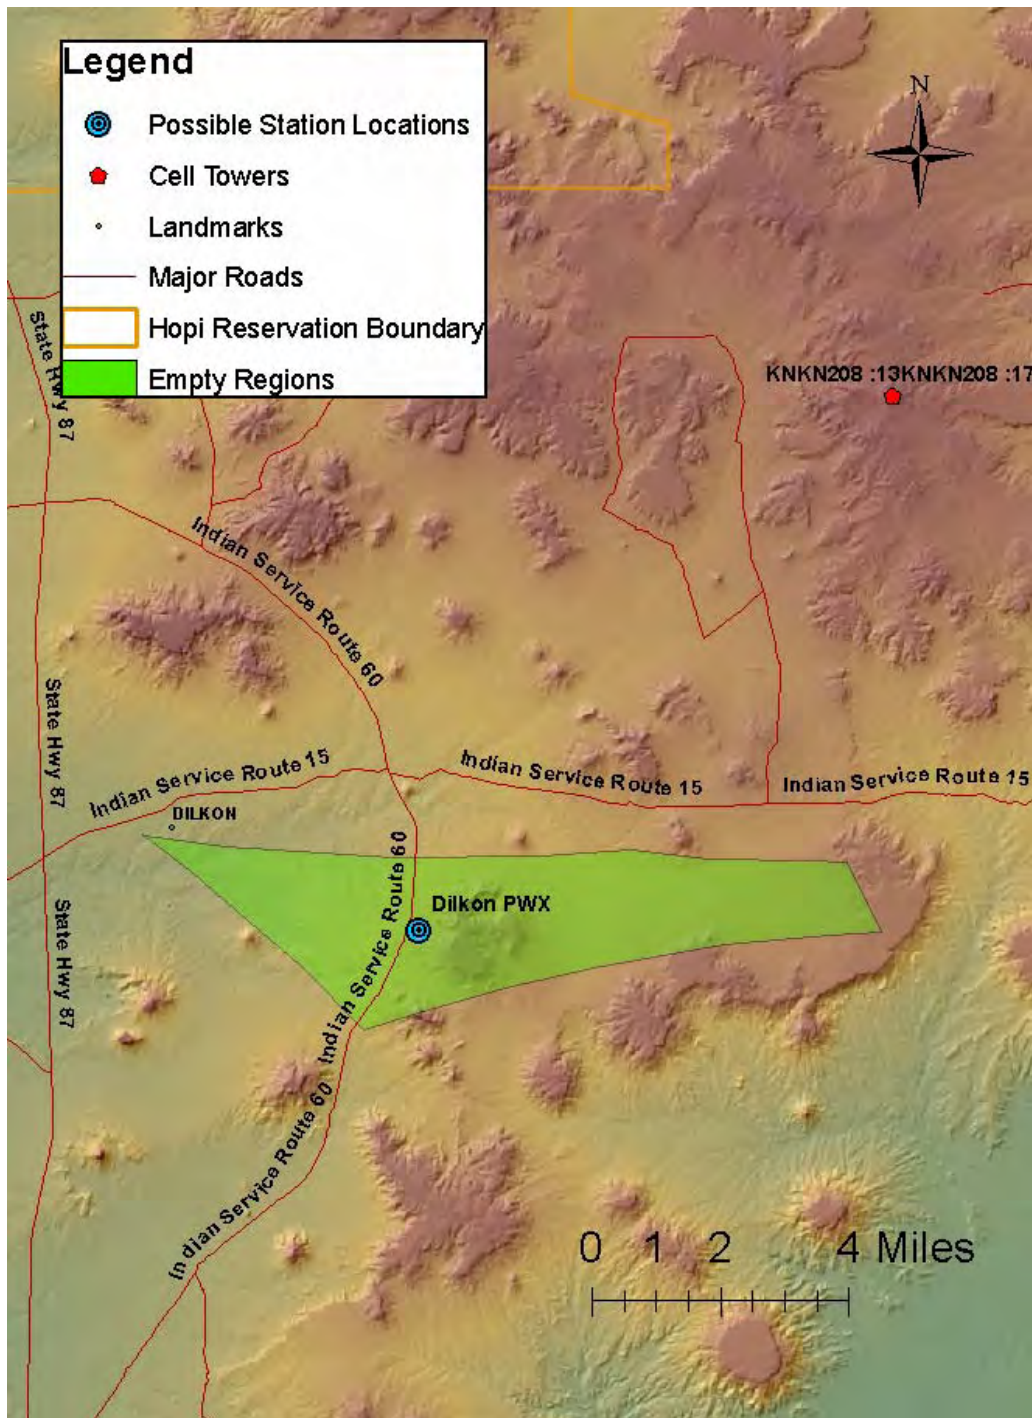 Legend
Possible Station Locations
Cell Towers
Landmarks
Major Roads
Hopi Reservation Boundary
Empty Regions
N
State Hwy 87
KNKN208 :13KNKN208 :17
Indian Service Route 60
State Hwy 87
Indian Service Route 15
Indian Service Route 15
Indian Service Route 15
DILKON
Indian Service Route 60
State Hwy 87
Dilkon PWX
Indian Service Route 60
0 1 2 4 Miles